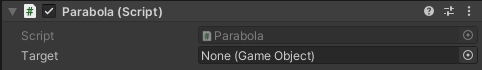 Parabola (Script)
Script Parabola
Target None (Game Object)